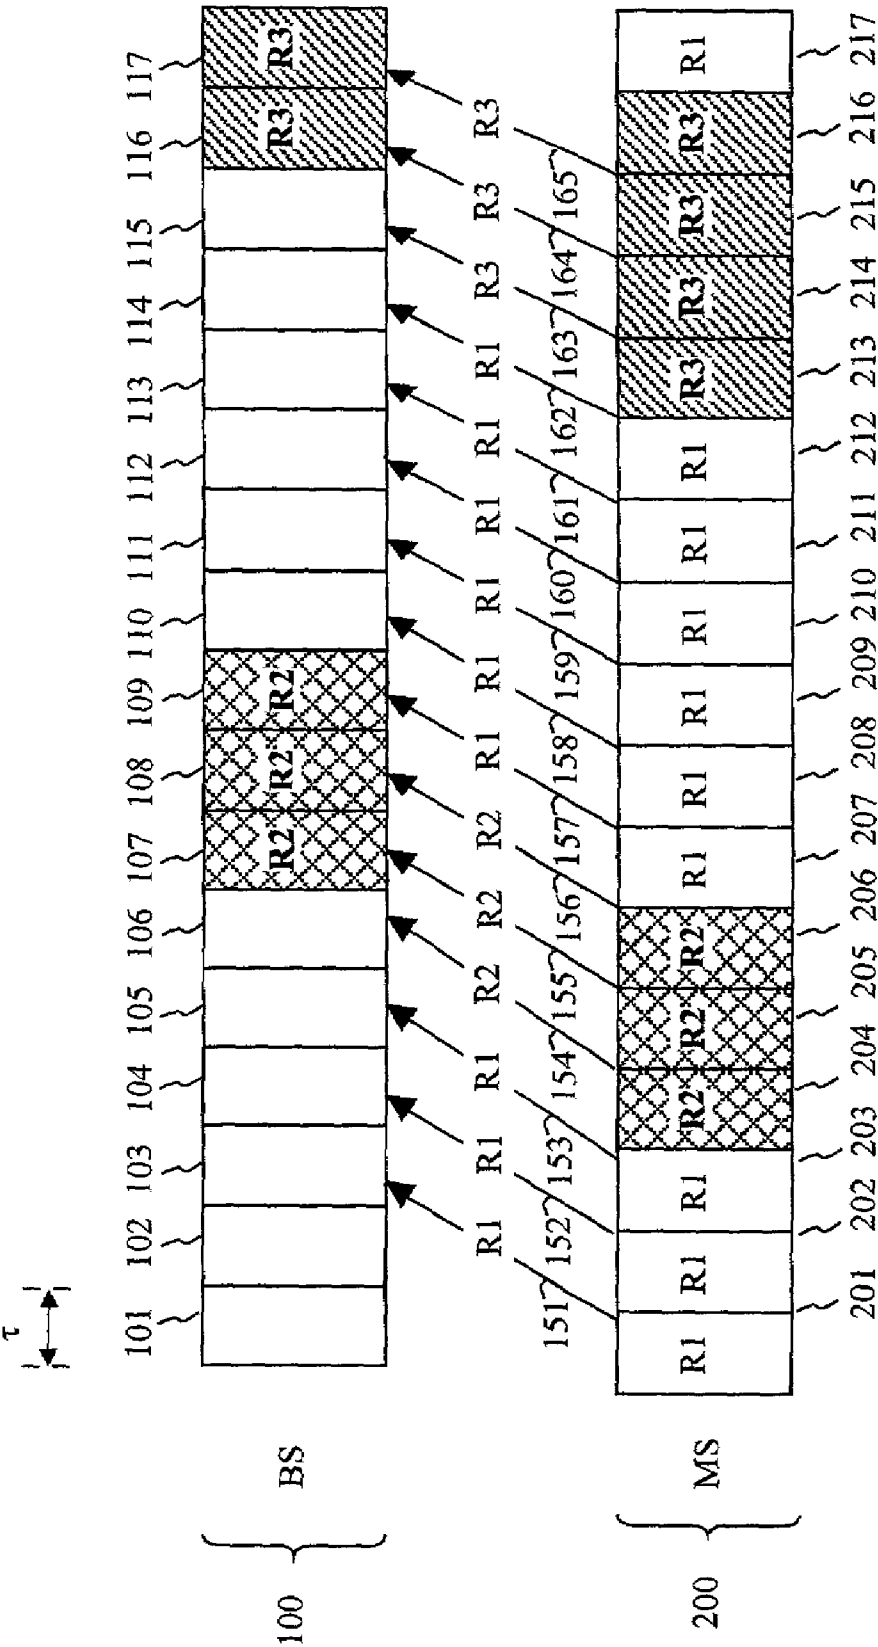 τ
101 102 103 104 105 106 107 108 109 110 111 112 113 114 115 116 117
100 BS R2 R2 R2 R3 R3
R1 R1 R1 R2 R2 R2 R1 R1 R1 R1 R1 R1 R3 R3 R3
151 152 153 154 155 156 157 158 159 160 161 162 163 164 165
200 MS R1 R1 R1 R2 R2 R2 R1 R1 R1 R1 R1 R1 R3 R3 R3 R3 R1
201 202 203 204 205 206 207 208 209 210 211 212 213 214 215 216 217